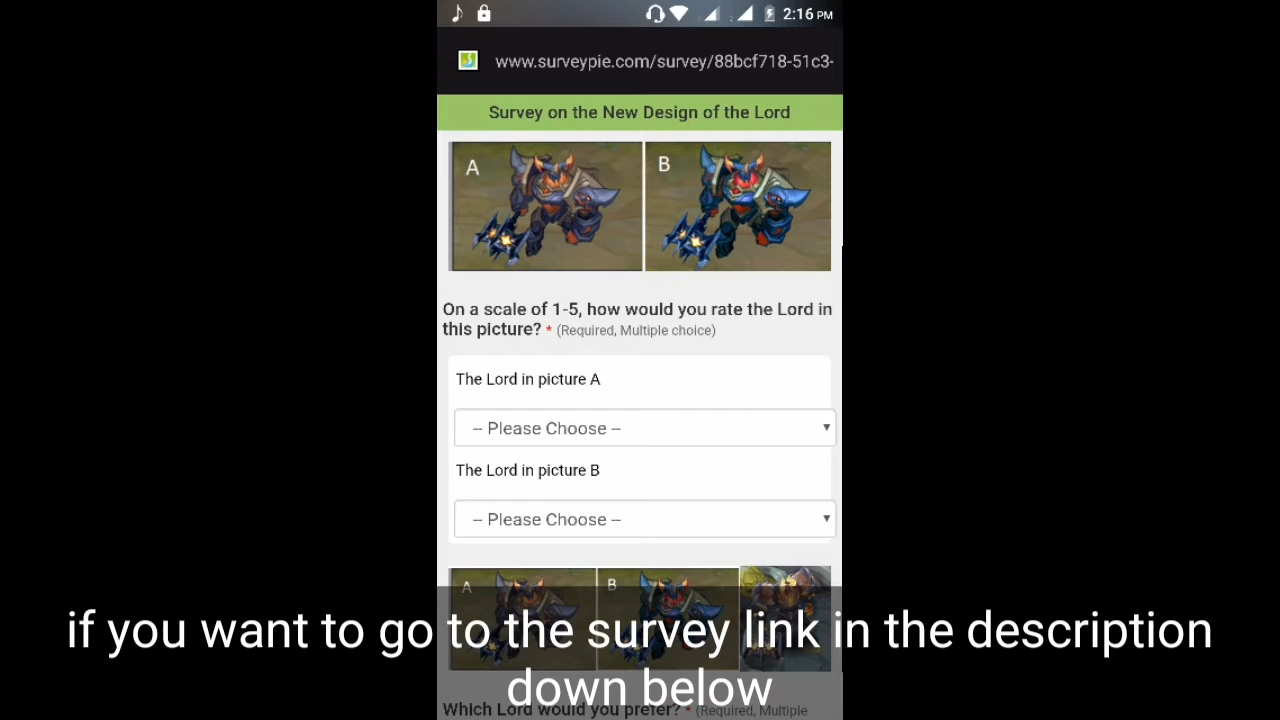 2:16 PM
www.surveypie.com/survey/88bcf718-51c3-
Survey on the New Design of the Lord
A
B
On a scale of 1-5, how would you rate the Lord in
this picture? * (Required, Multiple choice)
The Lord in picture A
-- Please Choose --
The Lord in picture B
-- Please Choose --
A
B
if you want to go to the survey link in the description
down below
Which Lord would you prefer? * (Required, Multiple